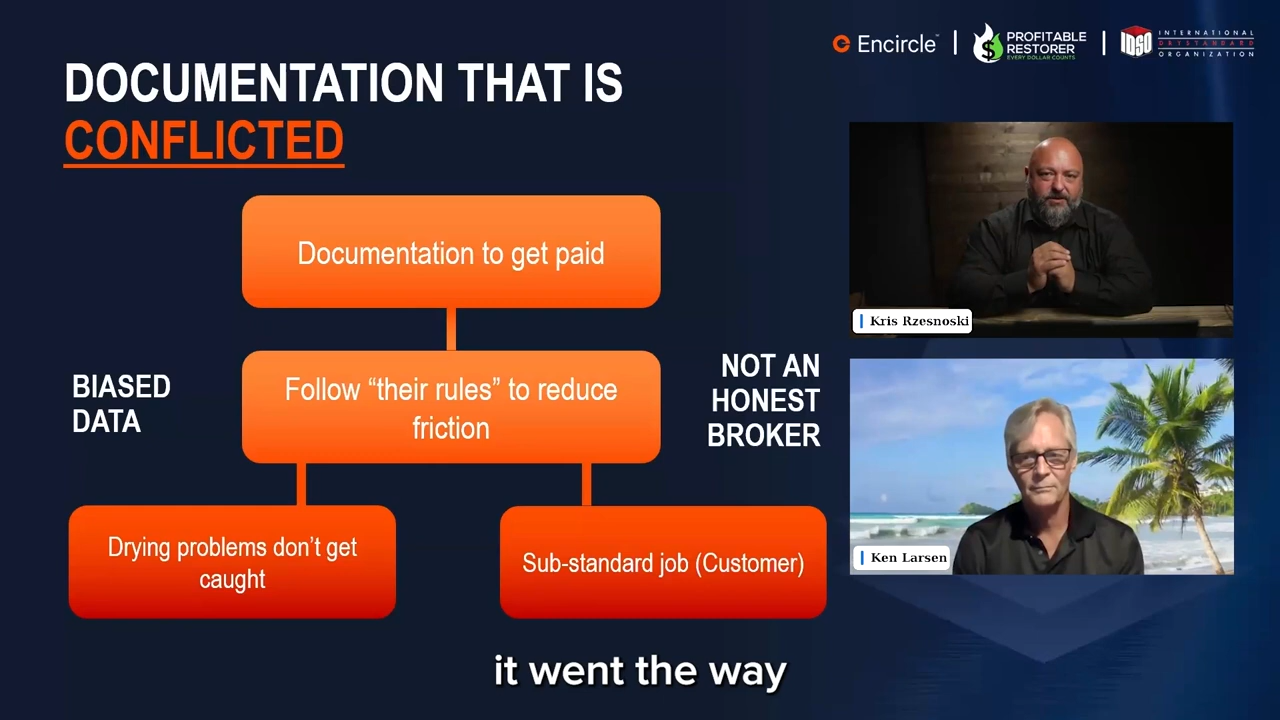 Encircle
PROFITABLE
RESTORER
EVERY DOLLAR COUNTS
IDSO
INTERNATIONAL
DRYSTANDARD
ORGANIZATION
DOCUMENTATION THAT IS
CONFLICTED
Documentation to get paid
BIASED
DATA
Follow “their rules” to reduce
friction
NOT AN
HONEST
BROKER
Drying problems don’t get
caught
Sub-standard job (Customer)
Kris Rzesnoski
Ken Larsen
it went the way